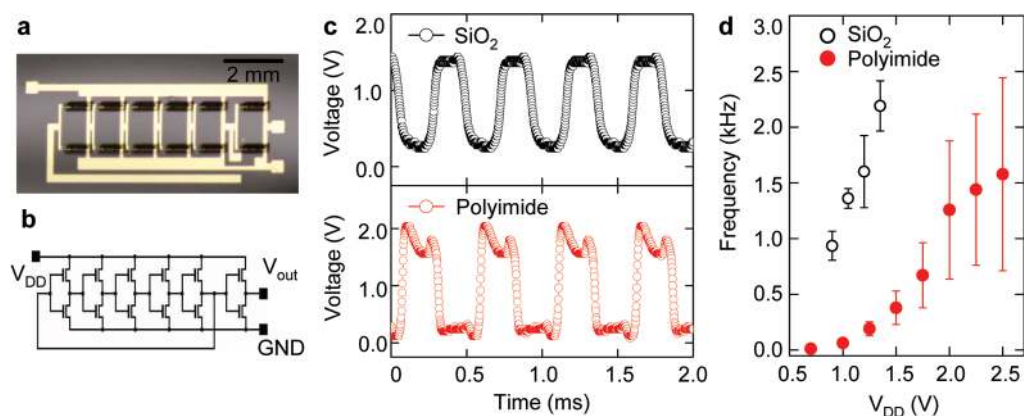 a
2 mm
b
V_DD
V_out
GND
c
SiO₂
2.0
1.0
0.0
Voltage (V)
Polyimide
2.0
1.0
0.0
Voltage (V)
0
0.5
1.0
1.5
2.0
Time (ms)
d
SiO₂
Polyimide
3.0
2.5
2.0
1.5
1.0
0.5
0.0
Frequency (kHz)
0.5
1.0
1.5
2.0
2.5
V_DD (V)